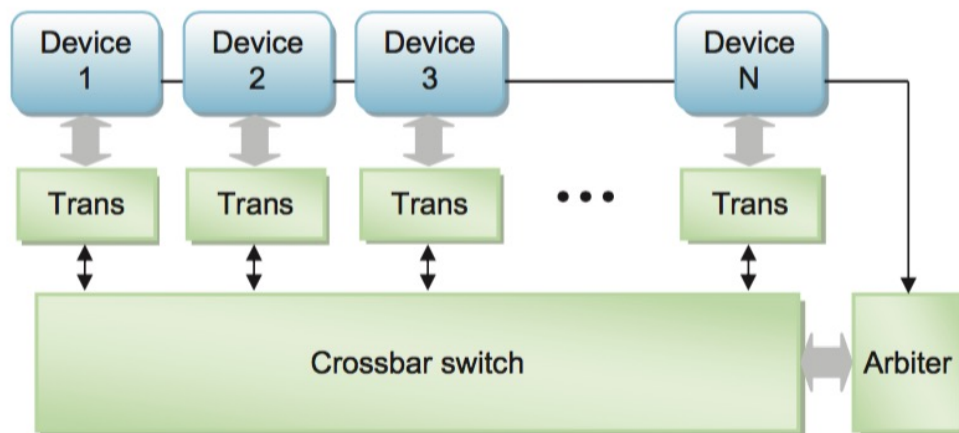 Device
1
Device
2
Device
3
Device
N
Trans
Trans
Trans
Trans
Crossbar switch
Arbiter